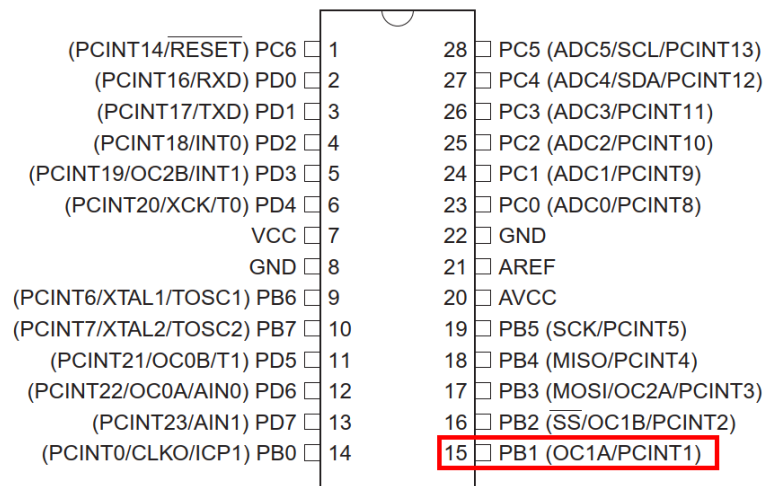 (PCINT14/RESET) PC6 1 28 PC5 (ADC5/SCL/PCINT13)
(PCINT16/RXD) PD0 2 27 PC4 (ADC4/SDA/PCINT12)
(PCINT17/TXD) PD1 3 26 PC3 (ADC3/PCINT11)
(PCINT18/INT0) PD2 4 25 PC2 (ADC2/PCINT10)
(PCINT19/OC2B/INT1) PD3 5 24 PC1 (ADC1/PCINT9)
(PCINT20/XCK/T0) PD4 6 23 PC0 (ADC0/PCINT8)
VCC 7 22 GND
GND 8 21 AREF
(PCINT6/XTAL1/TOSC1) PB6 9 20 AVCC
(PCINT7/XTAL2/TOSC2) PB7 10 19 PB5 (SCK/PCINT5)
(PCINT21/OC0B/T1) PD5 11 18 PB4 (MISO/PCINT4)
(PCINT22/OC0A/AIN0) PD6 12 17 PB3 (MOSI/OC2A/PCINT3)
(PCINT23/AIN1) PD7 13 16 PB2 (SS/OC1B/PCINT2)
(PCINT0/CLKO/ICP1) PB0 14 15 PB1 (OC1A/PCINT1)